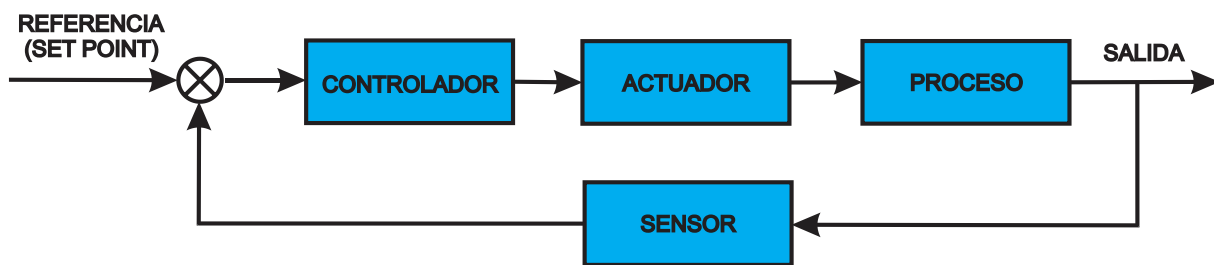 REFERENCIA
(SET POINT)
CONTROLADOR
ACTUADOR
PROCESO
SALIDA
SENSOR